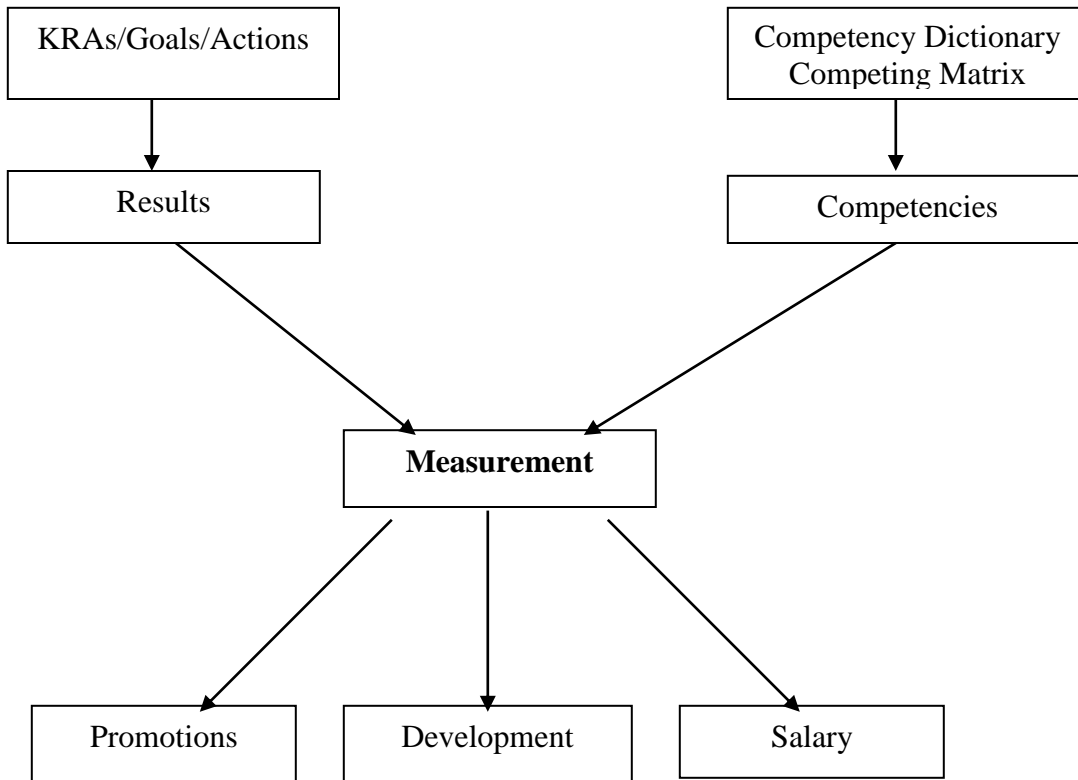 KRAs/Goals/Actions
Competency Dictionary
Competing Matrix
Results
Competencies
Measurement
Promotions
Development
Salary